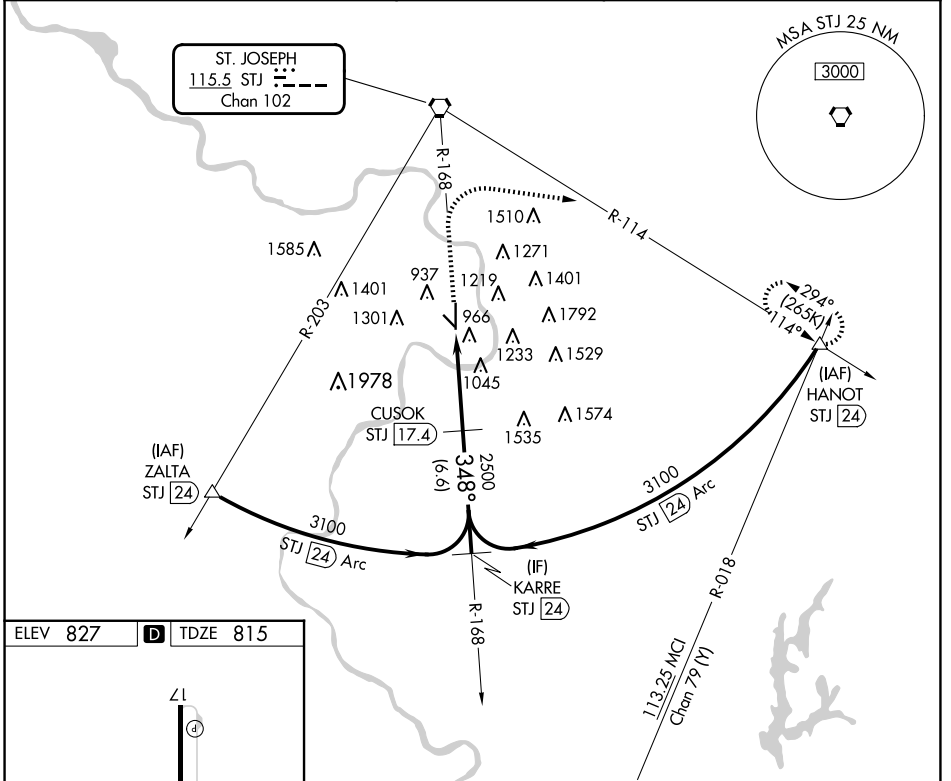 ST. JOSEPH
115.5 STJ
Chan 102
MSA STJ 25 NM
3000
R-168
R-203
R-114
1510
1585
1271
1401
937
1219
1401
1301
966
1792
1233
1529
1978
1045
CUSOK
STJ 17.4
1535
1574
294°
(265K)
114°
(IAF)
HANOT
STJ 24
(IAF)
ZALTA
STJ 24
2500
348°
(6.6)
3100
STJ 24 Arc
3100
STJ 24 Arc
(IF)
KARRE
STJ 24
R-168
R-018
113.25 MCI
Chan 79 (Y)
ELEV 827
D
TDZE 815
17
P